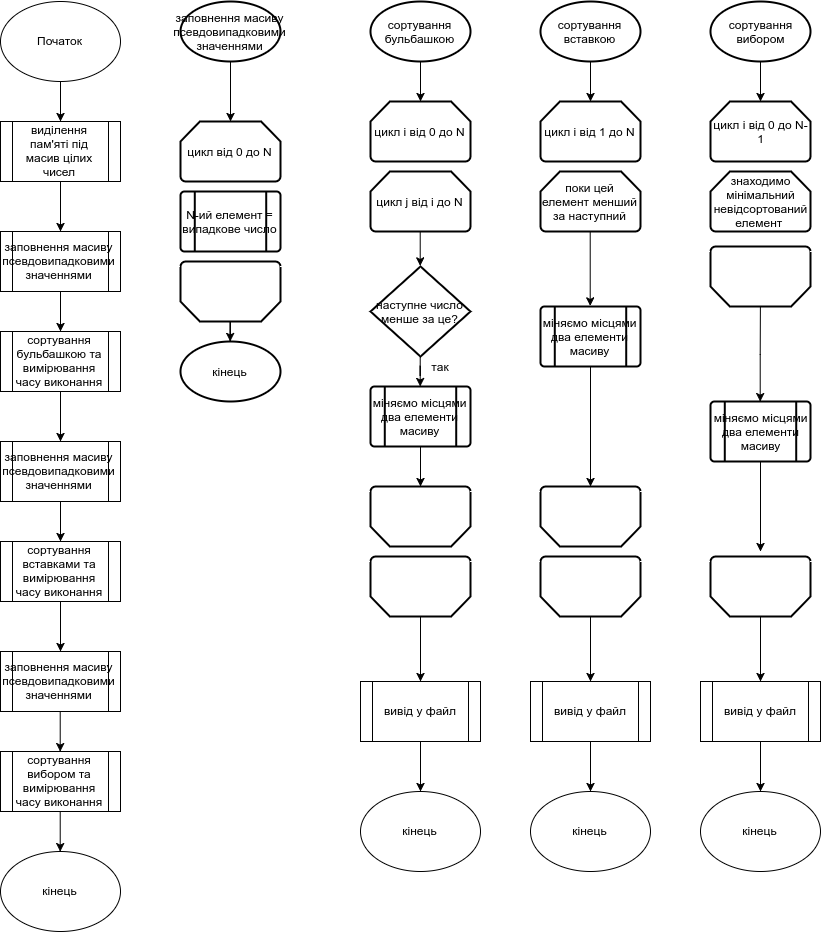 Початок
виділення
пам'яті під
масив цілих
чисел
заповнення масиву
псевдовипадковими
значеннями
сортування
бульбашкою та
вимірювання
часу виконання
заповнення масиву
псевдовипадковими
значеннями
сортування
вставками та
вимірювання
часу виконання
заповнення масиву
псевдовипадковими
значеннями
сортування
вибором та
вимірювання
часу виконання
кінець
заповнення масиву
псевдовипадковими
значеннями
цикл від 0 до N
N-ий елемент =
випадкове число
кінець
сортування
бульбашкою
цикл i від 0 до N
цикл j від i до N
наступне число
менше за це?
так
міняємо місцями
два елементи
масиву
вивід у файл
кінець
сортування
вставкою
цикл i від 1 до N
поки цей
елемент менший
за наступний
міняємо місцями
два елементи
масиву
вивід у файл
кінець
сортування
вибором
цикл i від 0 до N-
1
знаходимо
мінімальний
невідсортований
елемент
міняємо місцями
два елементи
масиву
вивід у файл
кінець